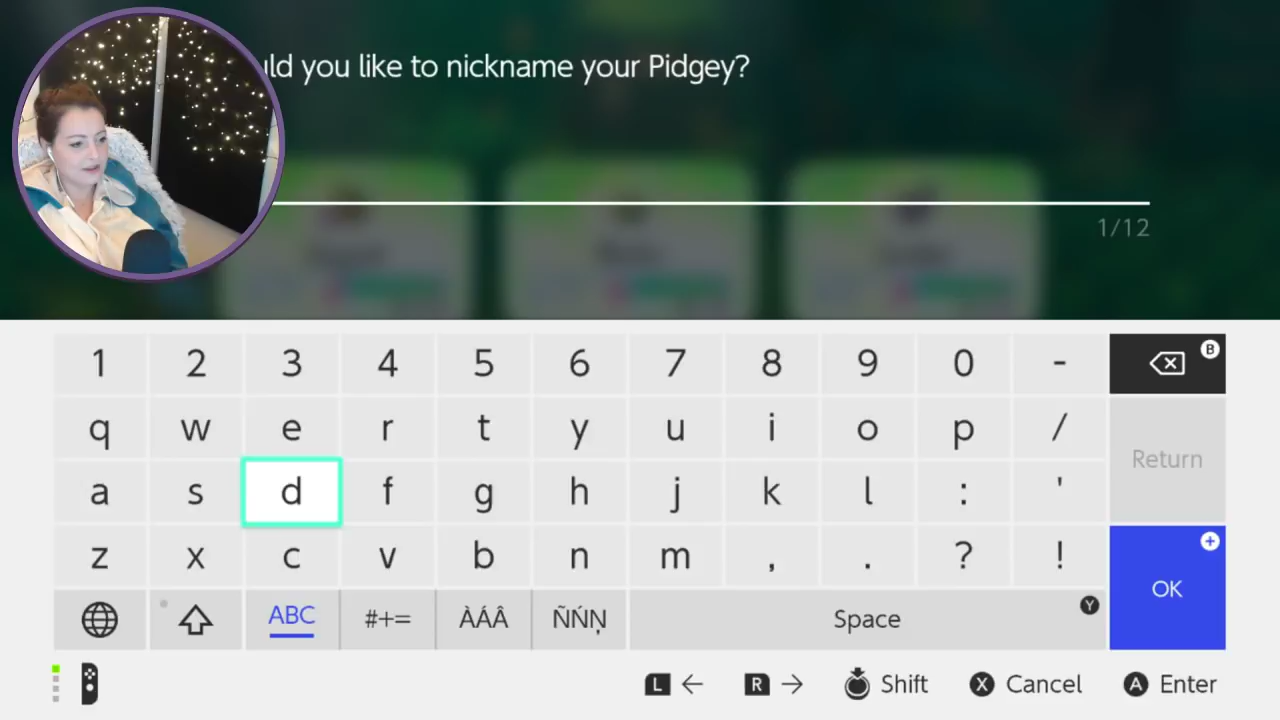 uld you like to nickname your Pidgey?
1/12
1 2 3 4 5 6 7 8 9 0 - B
q w e r t y u i o p / Return
a s d f g h j k l : '
z x c v b n m , . ? ! + OK
ABC #+= ÀÁÂ ÑŃŅ Space Y
L ← R → Shift X Cancel A Enter